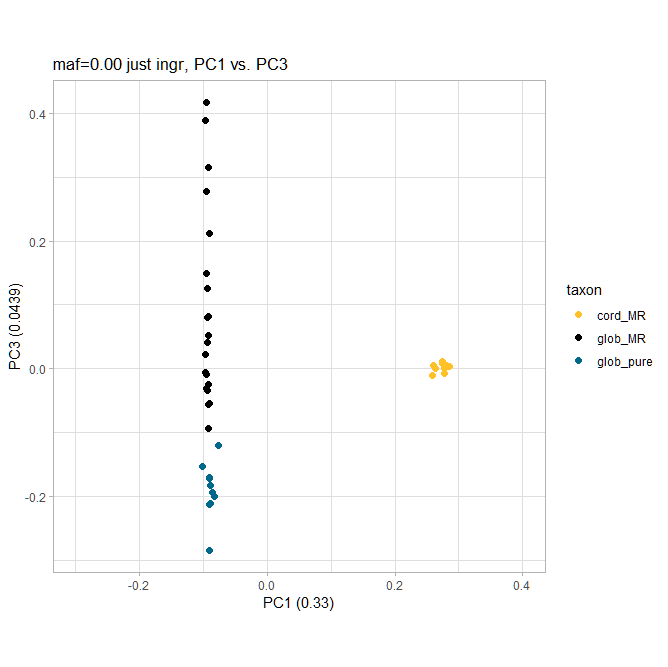 maf=0.00 just ingr, PC1 vs. PC3
0.4
0.2
0.0
-0.2
PC3 (0.0439)
-0.2
0.0
0.2
0.4
PC1 (0.33)
taxon
cord_MR
glob_MR
glob_pure